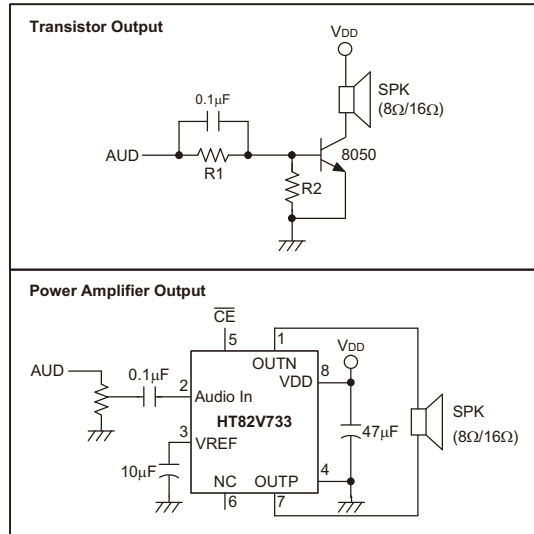 Transistor Output
VDD
SPK
(8Ω/16Ω)
0.1μF
AUD
R1
8050
R2
Power Amplifier Output
CE
5
1
OUTN
VDD
8
VDD
AUD
0.1μF
2
Audio In
HT82V733
3
VREF
10μF
47μF
SPK
(8Ω/16Ω)
NC
OUTP
4
6
7